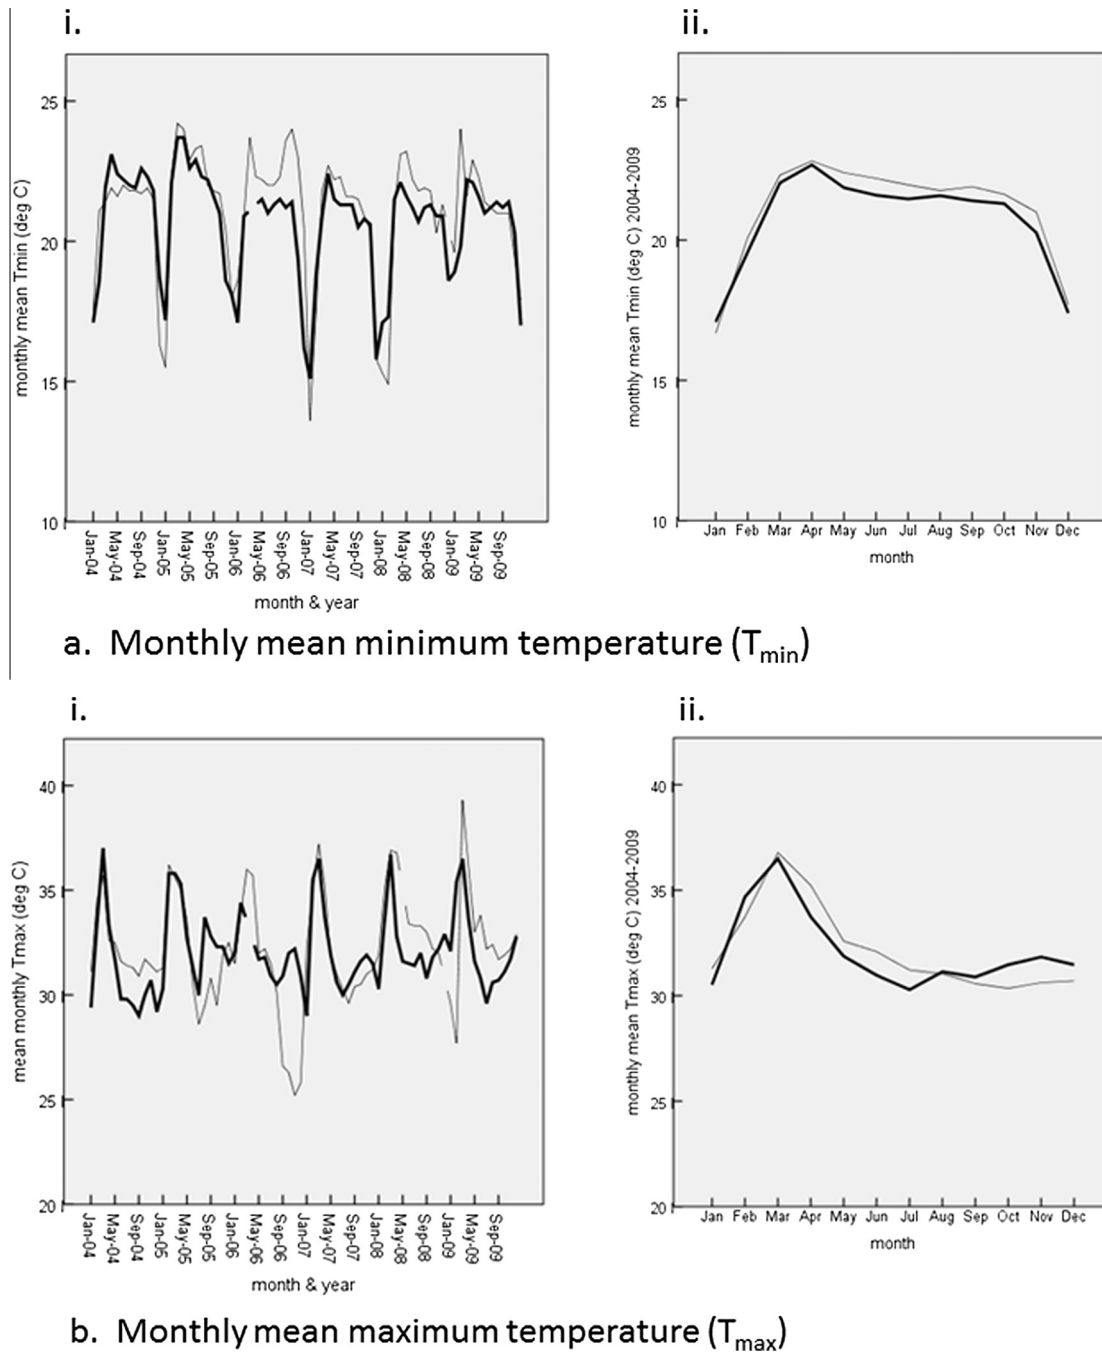 i.
ii.
25
20
15
10
monthly mean Tmin (deg C)
Jan-04
May-04
Sep-04
Jan-05
May-05
Sep-05
Jan-06
May-06
Sep-06
Jan-07
May-07
Sep-07
Jan-08
May-08
Sep-08
Jan-09
May-09
Sep-09
month & year
25
20
15
10
monthly mean Tmin (deg C) 2004-2009
Jan Feb Mar Apr May Jun Jul Aug Sep Oct Nov Dec
month
a. Monthly mean minimum temperature (Tmin)
i.
ii.
40
35
30
25
20
mean monthly Tmax (deg C)
Jan-04
May-04
Sep-04
Jan-05
May-05
Sep-05
Jan-06
May-06
Sep-06
Jan-07
May-07
Sep-07
Jan-08
May-08
Sep-08
Jan-09
May-09
Sep-09
month & year
40
35
30
25
20
monthly mean Tmax (deg C) 2004-2009
Jan Feb Mar Apr May Jun Jul Aug Sep Oct Nov Dec
month
b. Monthly mean maximum temperature (Tmax)